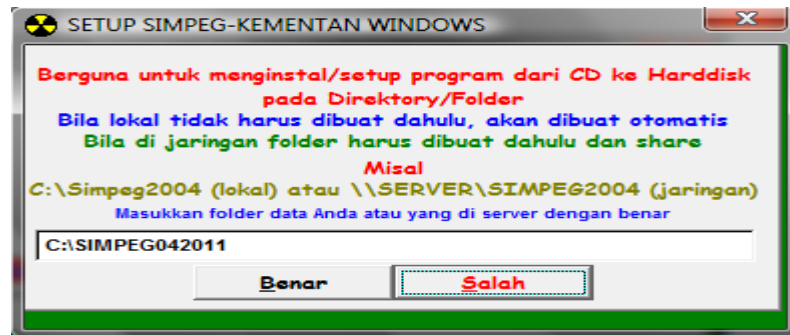 SETUP SIMPEG-KEMENTAN WINDOWS
Berguna untuk menginstal/setup program dari CD ke Harddisk
pada Direktory/Folder
Bila lokal tidak harus dibuat dahulu, akan dibuat otomatis
Bila di jaringan folder harus dibuat dahulu dan share
Misal
C:\Simpeg2004 (lokal) atau \\SERVER\SIMPEG2004 (jaringan)
Masukkan folder data Anda atau yang di server dengan benar
C:\SIMPEG042011
Benar Salah